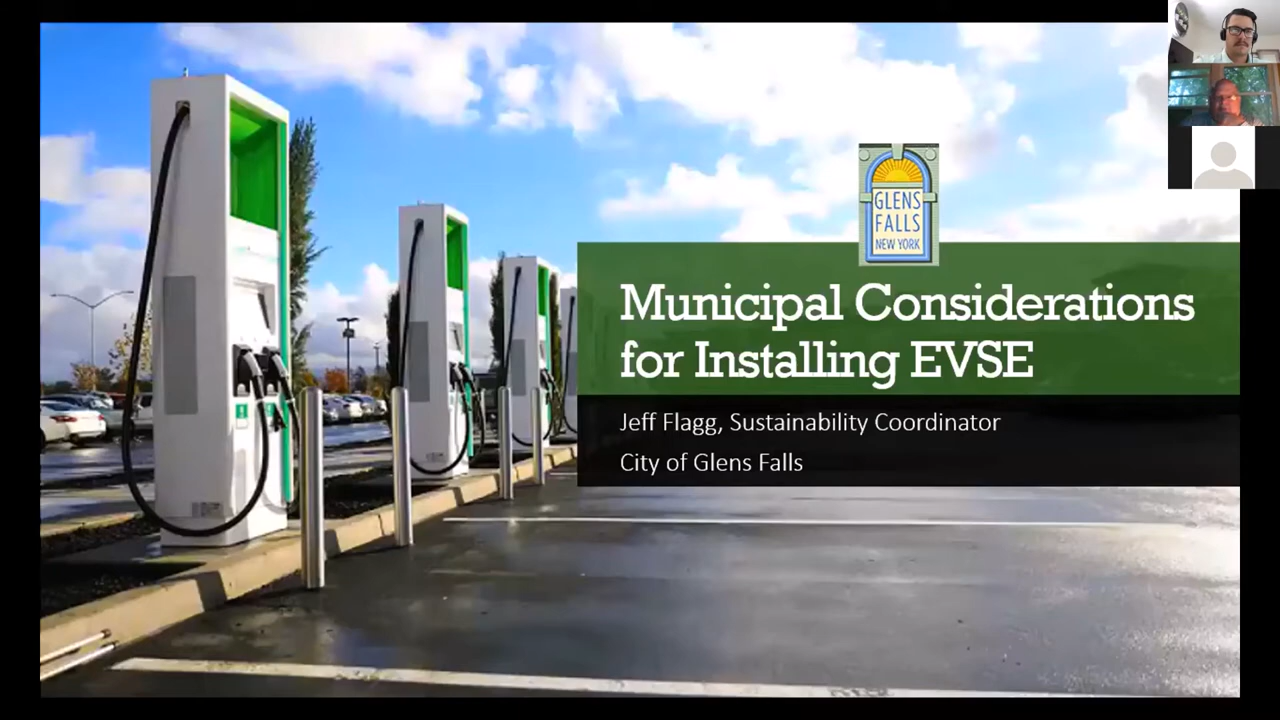 GLENS
FALLS
NEW YORK
Municipal Considerations
for Installing EVSE
Jeff Flagg, Sustainability Coordinator
City of Glens Falls